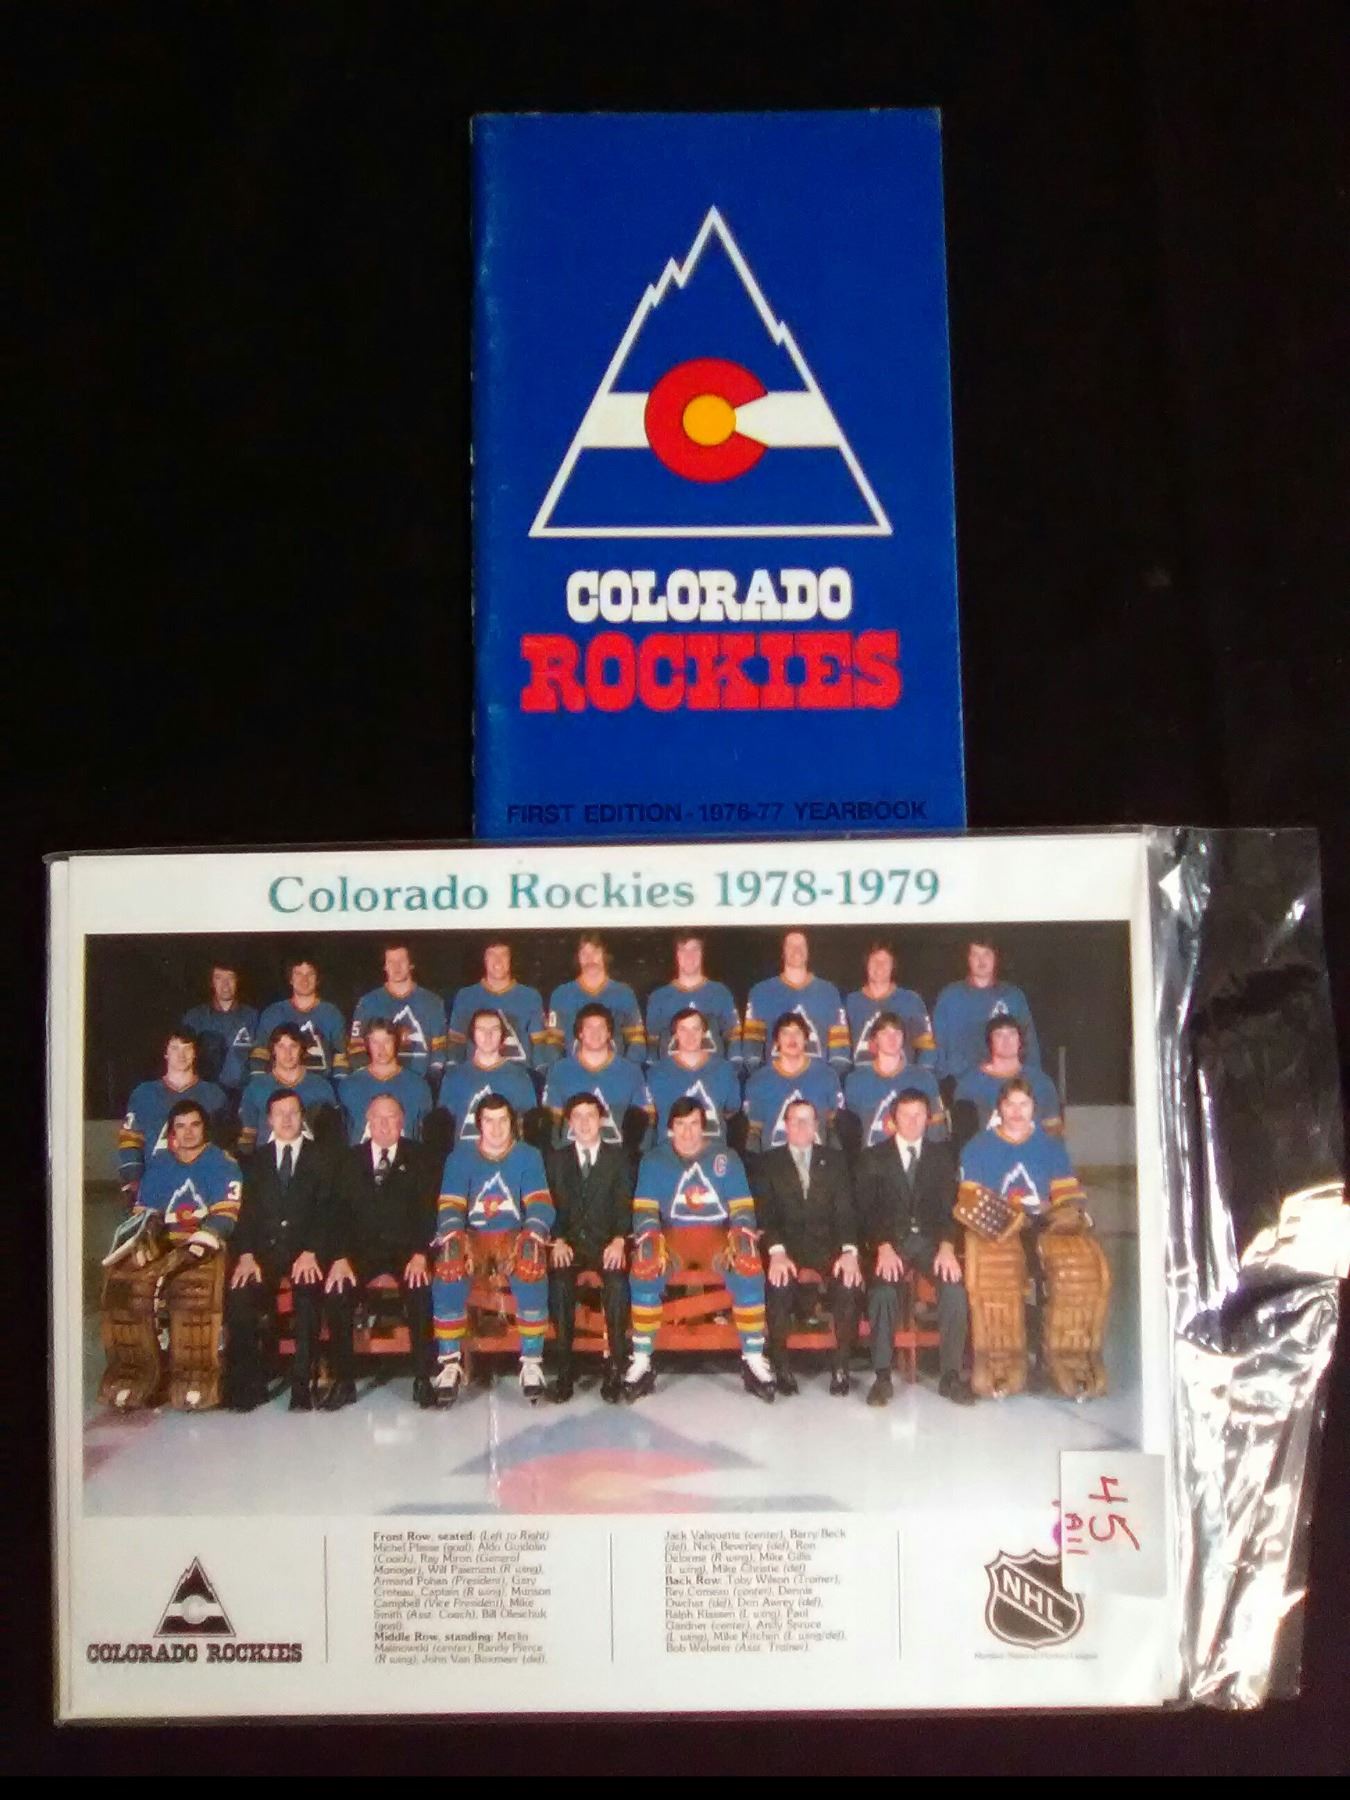 COLORADO
ROCKIES
FIRST EDITION - 1976-77 YEARBOOK
Colorado Rockies 1978-1979
Front Row, seated: (Left to Right)
Michel Plasse (goal), Aldo Guidolin
(Coach), Ray Miron (General
Manager), Wilf Paiement (R wing),
Armand Pohan (President), Gary
Croteau, Captain (R wing), Munson
Campbell (Vice President), Mike
Smith (Asst. Coach), Bill Oleschuk
(goal)
Middle Row, standing: Merlin
Malinowski (center), Randy Pierce
(R wing), John Van Boxmeer (def),
Jack Valiquette (center), Barry Beck
(def), Nick Beverley (def), Ron
Delorme (R wing), Mike Gillis
(L wing), Mike Christie (def)
Back Row: Toby Wilson (Trainer),
Rey Comeau (center), Dennis
Owchar (def), Don Awrey (def),
Ralph Klassen (L wing), Paul
Gardner (center), Andy Spruce
(L wing), Mike Kitchen (L wing/def),
Bob Webster (Asst. Trainer).
COLORADO ROCKIES
NHL
Member National Hockey League
45
All